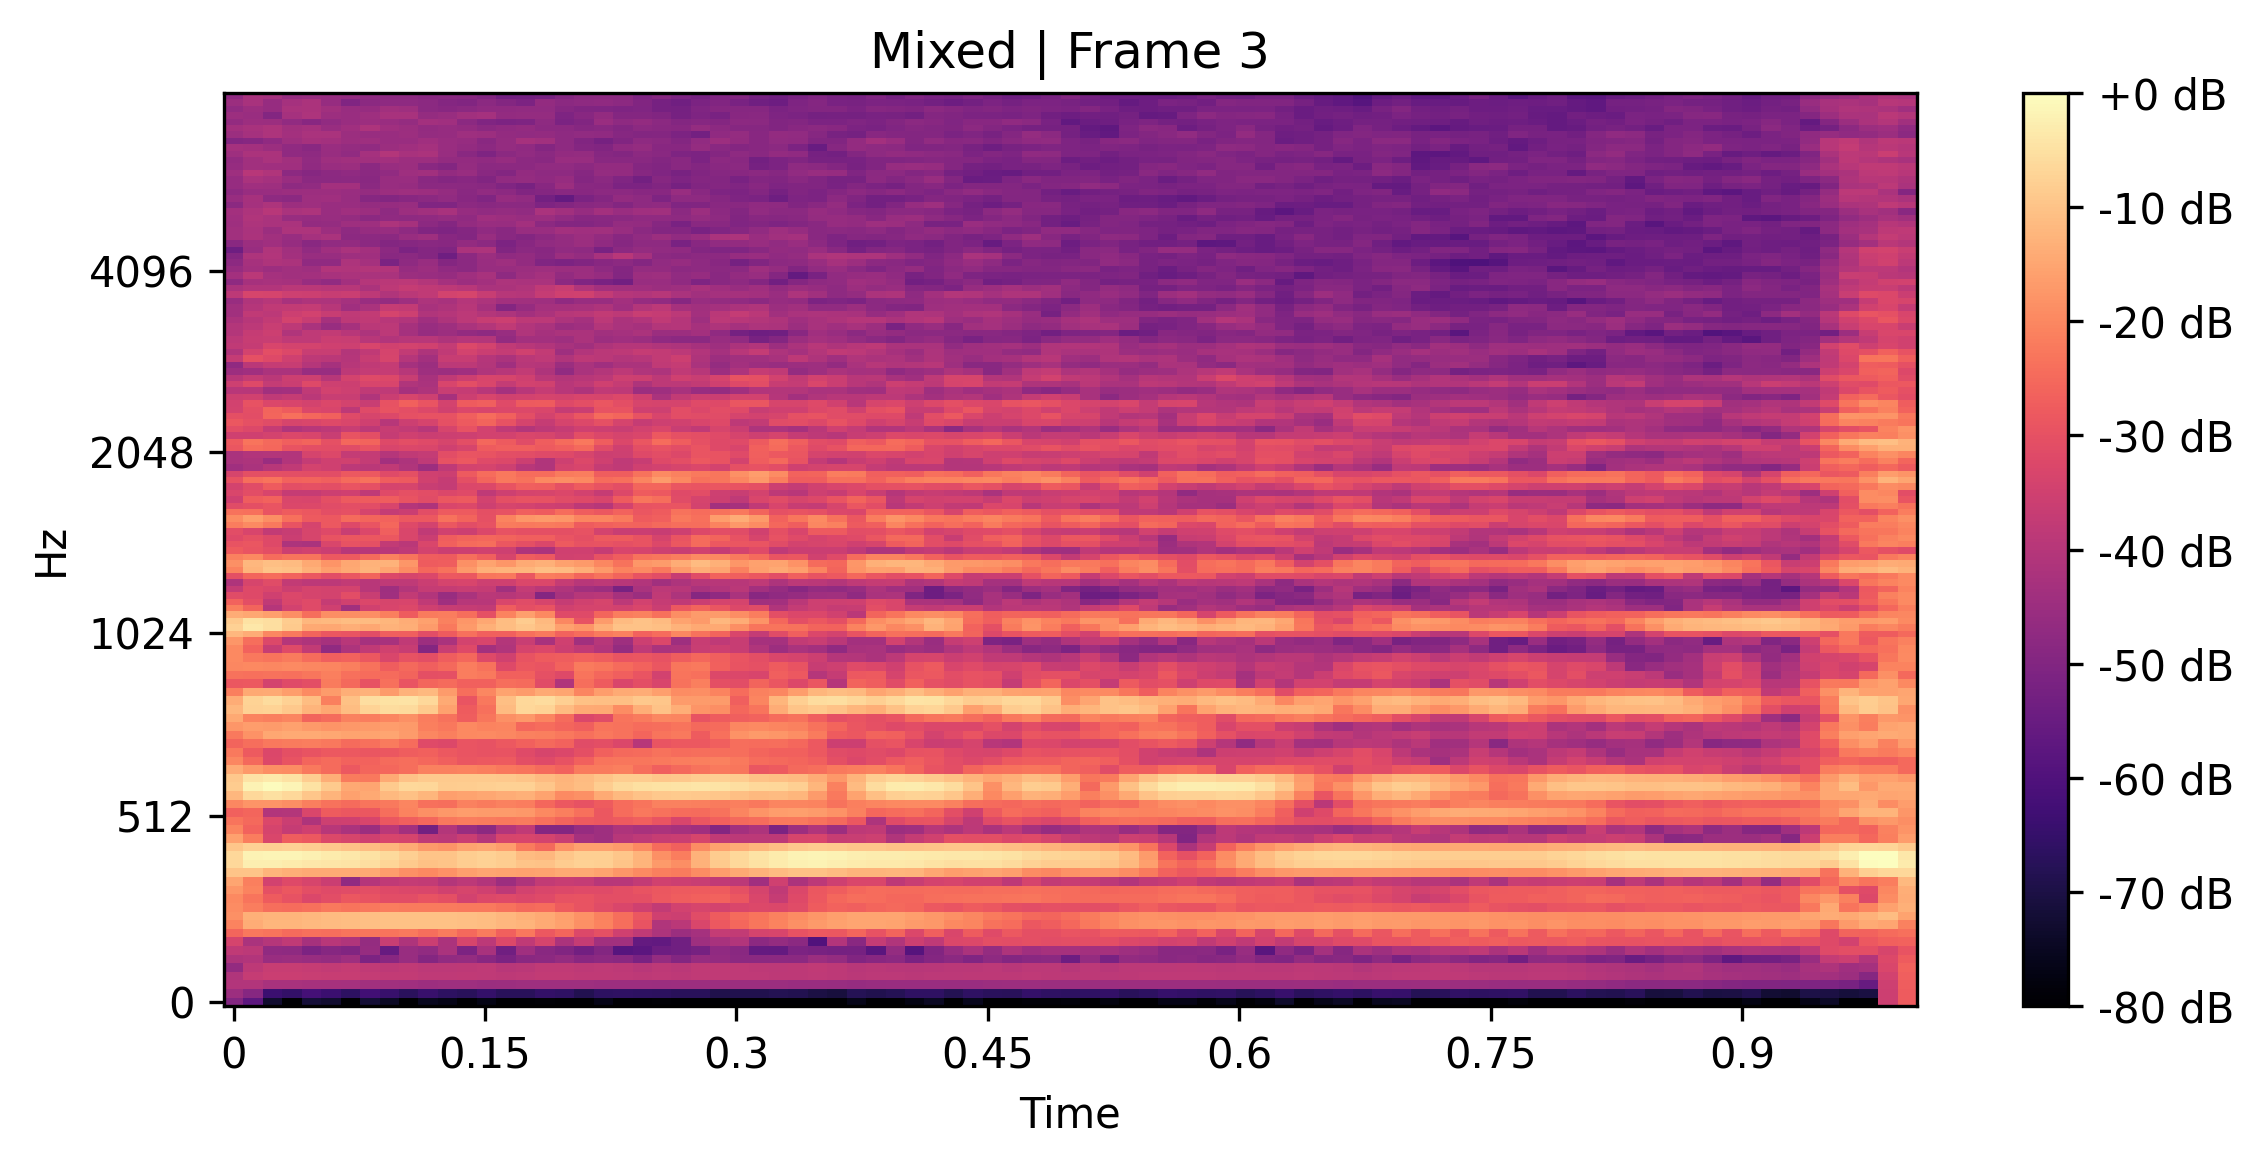 Mixed | Frame 3
+0 dB
-10 dB
-20 dB
-30 dB
-40 dB
-50 dB
-60 dB
-70 dB
-80 dB
4096
2048
1024
512
0
Hz
0 0.15 0.3 0.45 0.6 0.75 0.9
Time